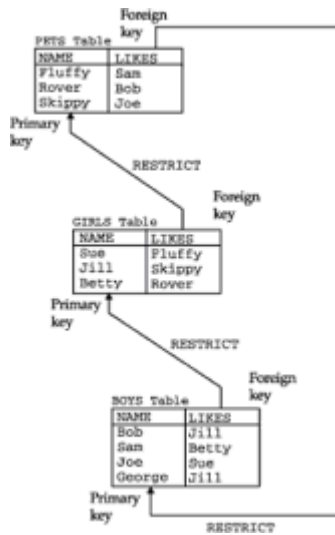 Foreign
key
PETS Table
NAME LIKES
Fluffy Sam
Rover Bob
Skippy Joe
Primary
key
RESTRICT
Foreign
key
GIRLS Table
NAME LIKES
Sue Fluffy
Jill Skippy
Betty Rover
Primary
key
RESTRICT
Foreign
key
BOYS Table
NAME LIKES
Bob Jill
Sam Betty
Joe Sue
George Jill
Primary
key
RESTRICT